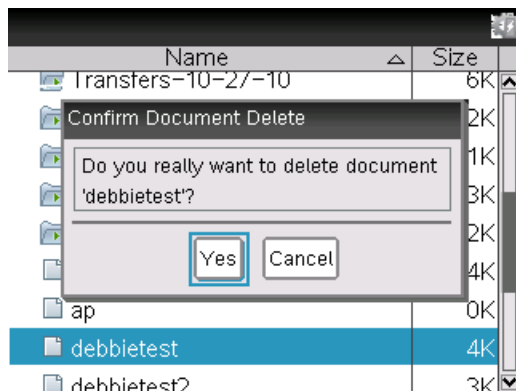 Name Size
Transfers-10-27-10 6K
Confirm Document Delete 2K
Do you really want to delete document 1K
'debbietest'? 3K
2K
Yes Cancel 4K
ap 0K
debbietest 4K
debbietest2 3K